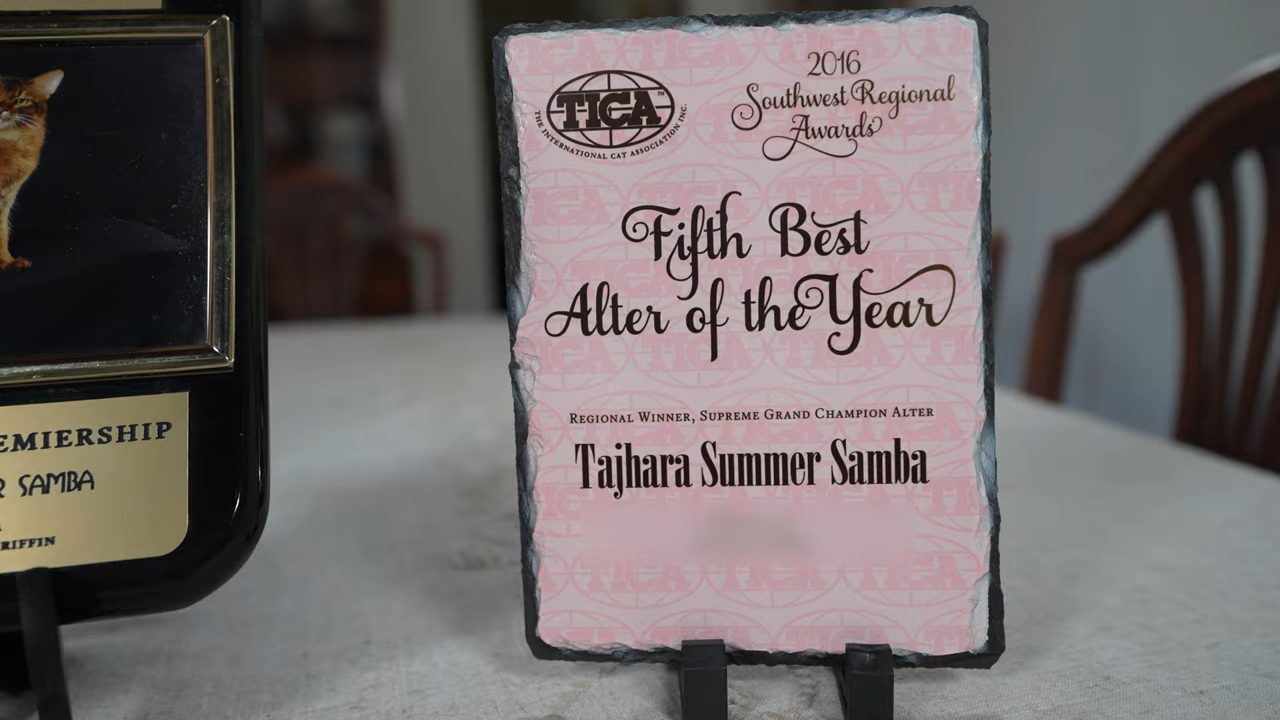 EMIERSHIP
R SAMBA
RIFFIN
TICA™
THE INTERNATIONAL CAT ASSOCIATION INC.
2016
Southwest Regional
Awards
Fifth Best
Alter of the Year
Regional Winner, Supreme Grand Champion Alter
Tajhara Summer Samba